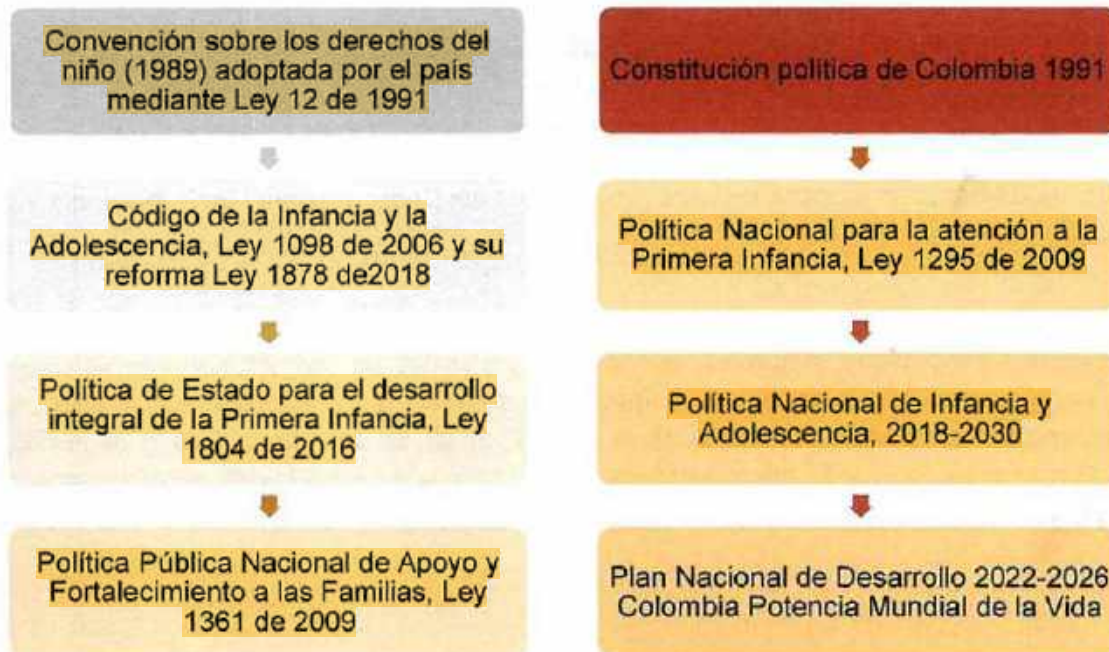 Convención sobre los derechos del
niño (1989) adoptada por el país
mediante Ley 12 de 1991
Código de la Infancia y la
Adolescencia, Ley 1098 de 2006 y su
reforma Ley 1878 de2018
Política de Estado para el desarrollo
integral de la Primera Infancia, Ley
1804 de 2016
Política Pública Nacional de Apoyo y
Fortalecimiento a las Familias, Ley
1361 de 2009
Constitución política de Colombia 1991
Política Nacional para la atención a la
Primera Infancia, Ley 1295 de 2009
Política Nacional de Infancia y
Adolescencia, 2018-2030
Plan Nacional de Desarrollo 2022-2026
Colombia Potencia Mundial de la Vida